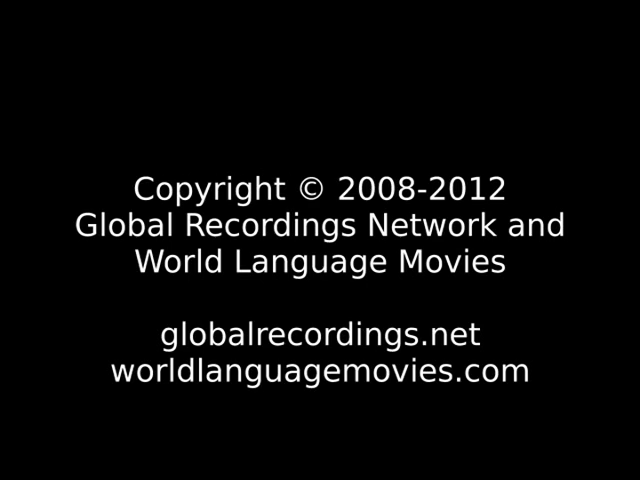 Copyright © 2008-2012
Global Recordings Network and
World Language Movies
globalrecordings.net
worldlanguagemovies.com